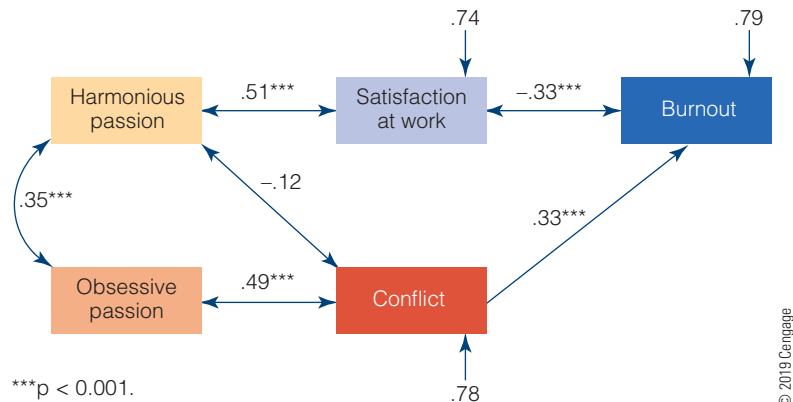 .74
.79
Harmonious
passion
.51***
Satisfaction
at work
–.33***
Burnout
.35***
–.12
.33***
Obsessive
passion
.49***
Conflict
***p < 0.001.
.78
© 2019 Cengage